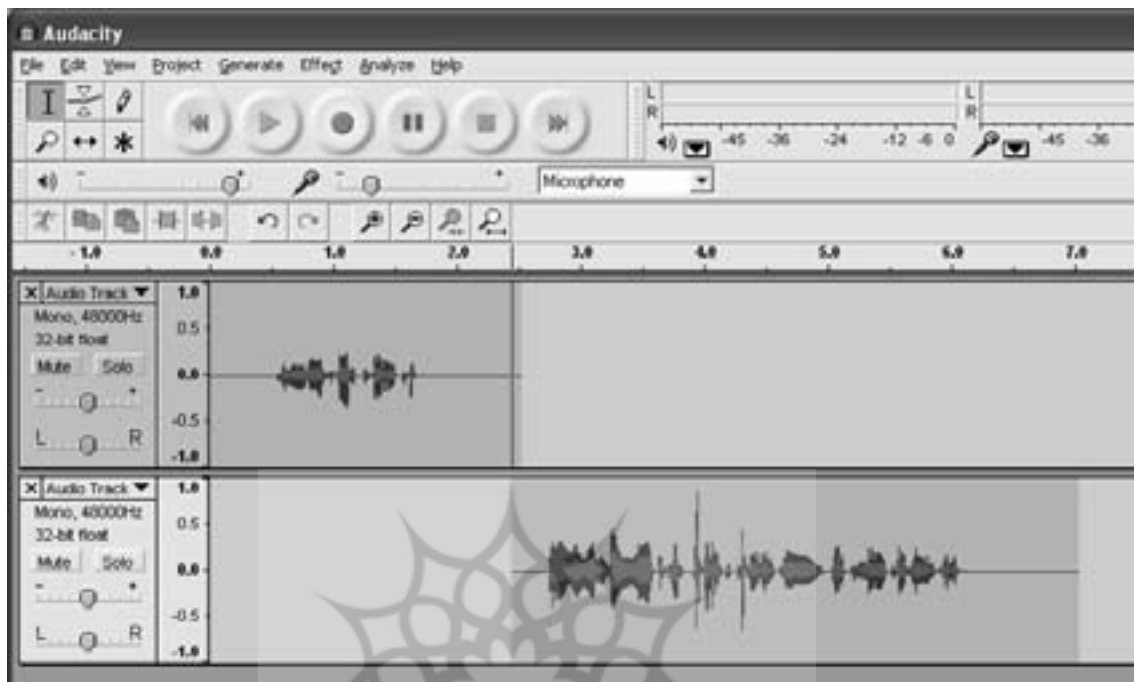 Audacity
File Edit View Project Generate Effect Analyze Help
L
R
-45 -36 -24 -12 -6 0
L
R
-45 -36
Microphone
- 1.0 0.0 1.0 2.0 3.0 4.0 5.0 6.0 7.0
X Audio Track 1.0
Mono, 48000Hz
32-bit float
0.5
Mute Solo
0.0
- +
-0.5
L R
-1.0
X Audio Track 1.0
Mono, 48000Hz
32-bit float
0.5
Mute Solo
0.0
- +
-0.5
L R
-1.0